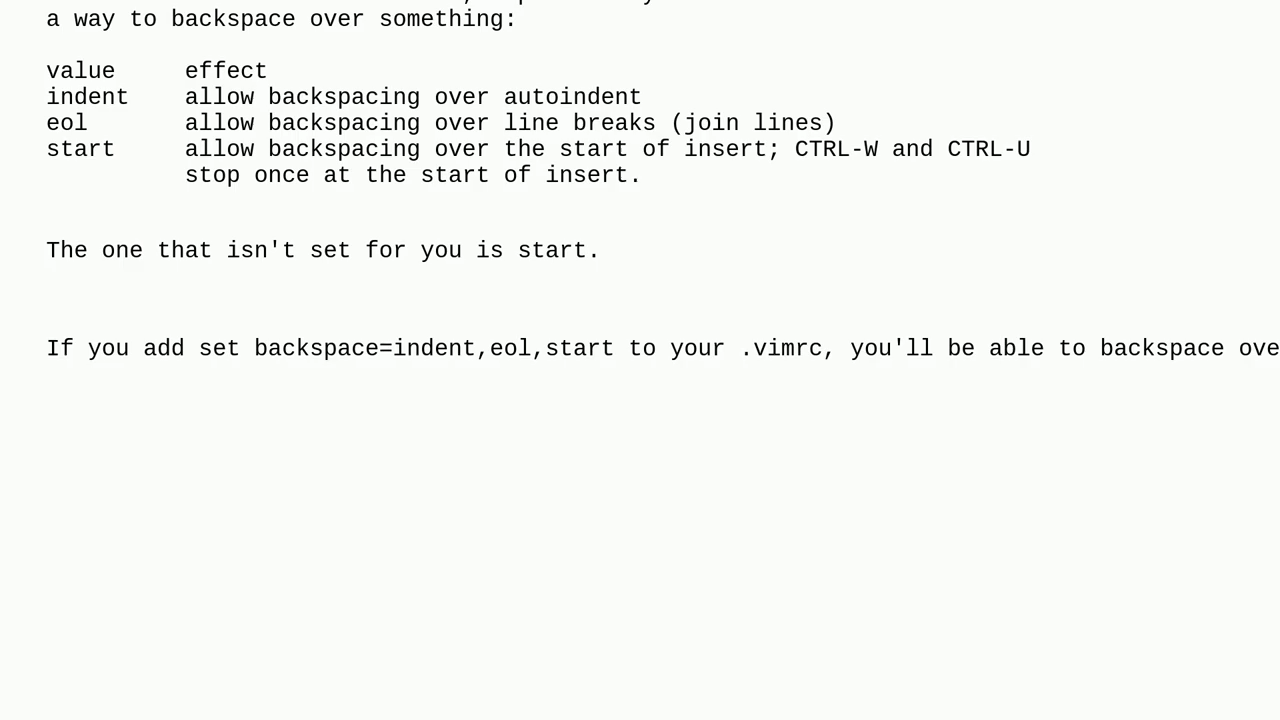 a way to backspace over something:
value     effect
indent    allow backspacing over autoindent
eol       allow backspacing over line breaks (join lines)
start     allow backspacing over the start of insert; CTRL-W and CTRL-U
          stop once at the start of insert.
The one that isn't set for you is start.
If you add set backspace=indent,eol,start to your .vimrc, you'll be able to backspace ove